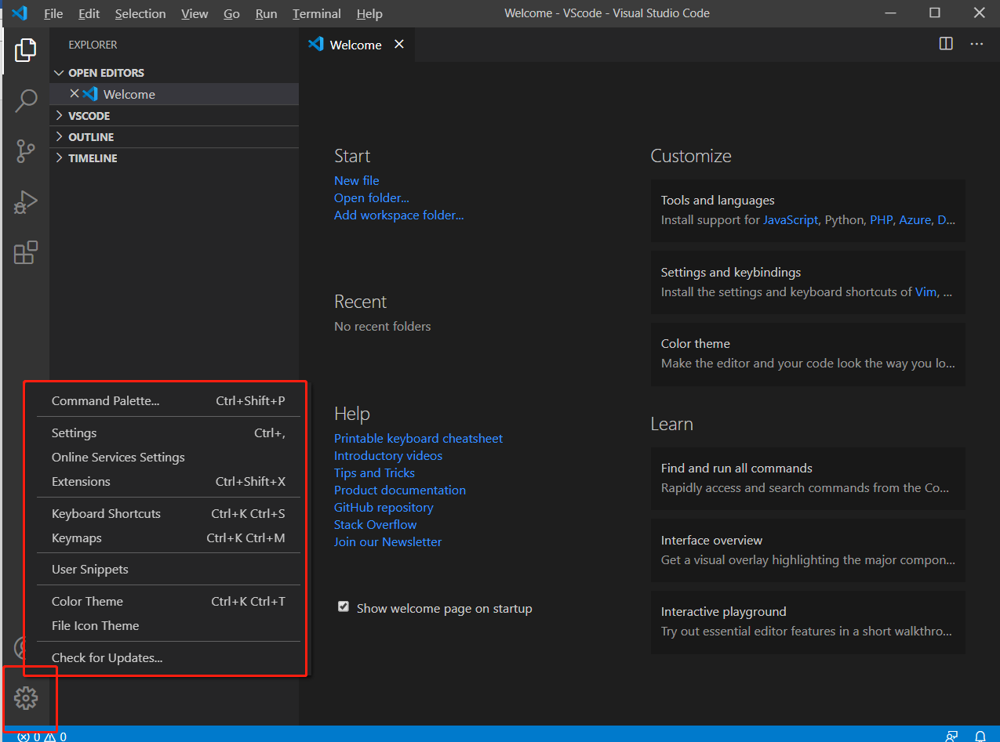 File Edit Selection View Go Run Terminal Help
Welcome - VScode - Visual Studio Code
EXPLORER
OPEN EDITORS
Welcome
VSCODE
OUTLINE
TIMELINE
Welcome
Start
New file
Open folder...
Add workspace folder...
Recent
No recent folders
Help
Printable keyboard cheatsheet
Introductory videos
Tips and Tricks
Product documentation
GitHub repository
Stack Overflow
Join our Newsletter
Show welcome page on startup
Customize
Tools and languages
Install support for JavaScript, Python, PHP, Azure, D...
Settings and keybindings
Install the settings and keyboard shortcuts of Vim, ...
Color theme
Make the editor and your code look the way you lo...
Learn
Find and run all commands
Rapidly access and search commands from the Co...
Interface overview
Get a visual overlay highlighting the major compon...
Interactive playground
Try out essential editor features in a short walkthro...
Command Palette... Ctrl+Shift+P
Settings Ctrl+,
Online Services Settings
Extensions Ctrl+Shift+X
Keyboard Shortcuts Ctrl+K Ctrl+S
Keymaps Ctrl+K Ctrl+M
User Snippets
Color Theme Ctrl+K Ctrl+T
File Icon Theme
Check for Updates...
0 0